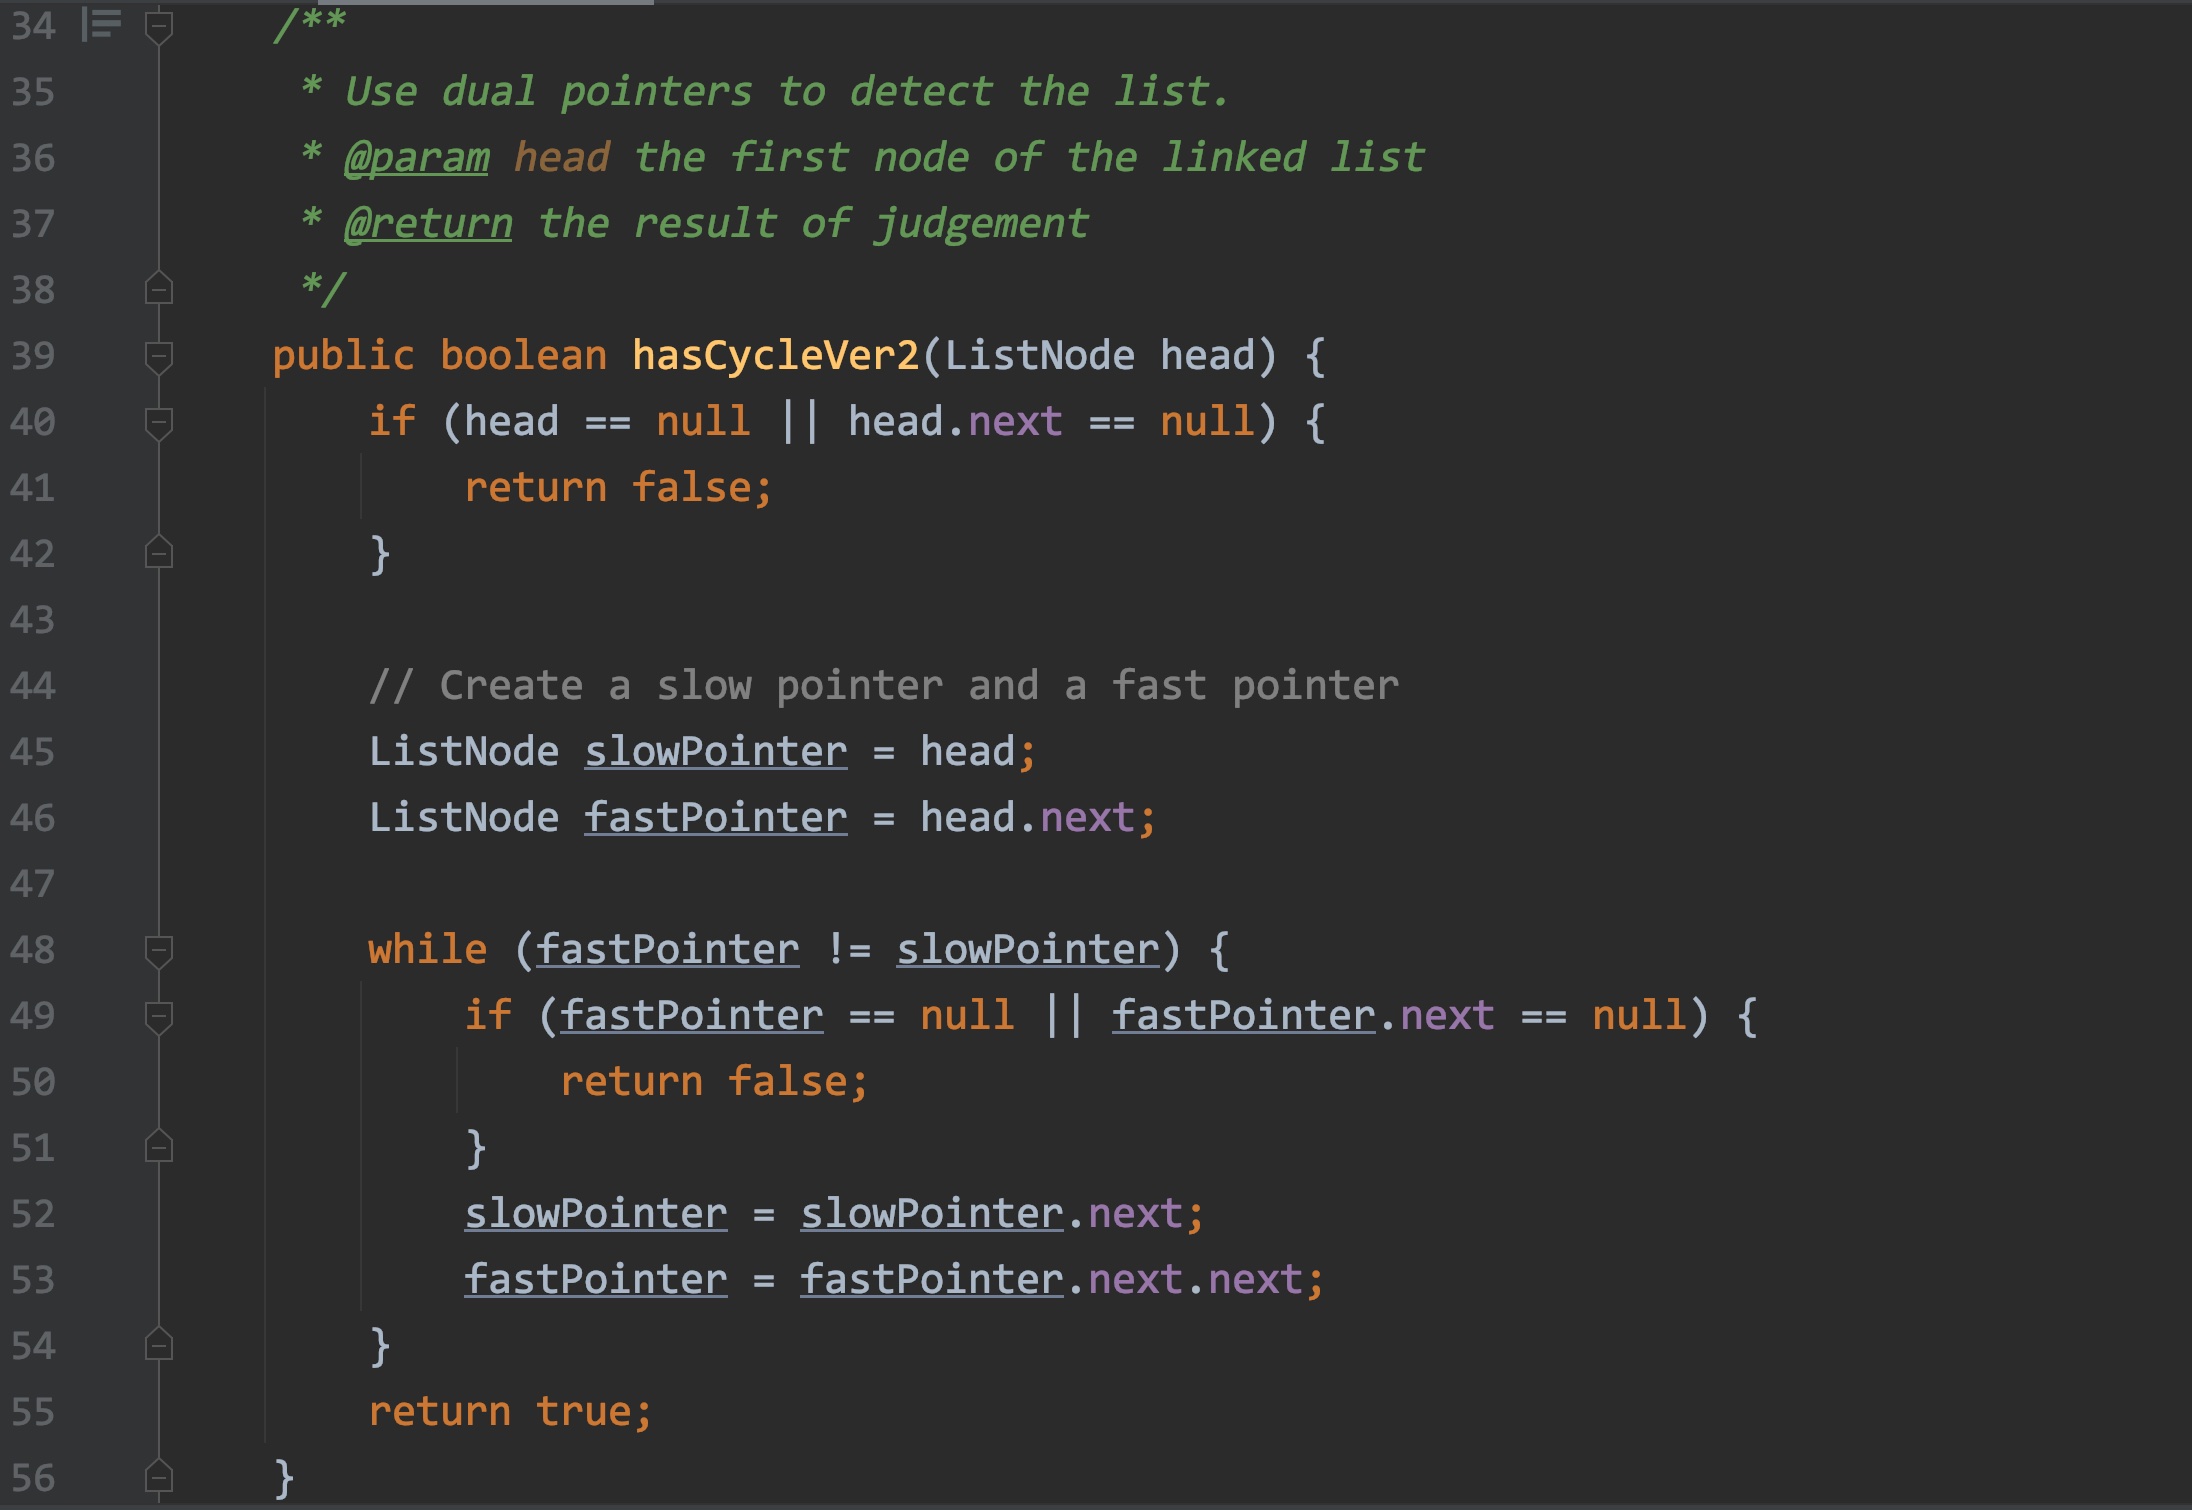 34 /**
35 * Use dual pointers to detect the list.
36 * @param head the first node of the linked list
37 * @return the result of judgement
38 */
39 public boolean hasCycleVer2(ListNode head) {
40 if (head == null || head.next == null) {
41 return false;
42 }
43
44 // Create a slow pointer and a fast pointer
45 ListNode slowPointer = head;
46 ListNode fastPointer = head.next;
47
48 while (fastPointer != slowPointer) {
49 if (fastPointer == null || fastPointer.next == null) {
50 return false;
51 }
52 slowPointer = slowPointer.next;
53 fastPointer = fastPointer.next.next;
54 }
55 return true;
56 }